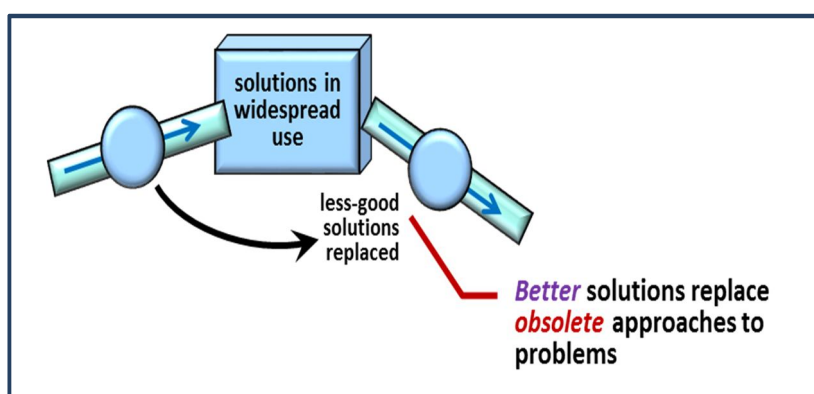 solutions in
widespread
use
less-good
solutions
replaced
Better solutions replace
obsolete approaches to
problems